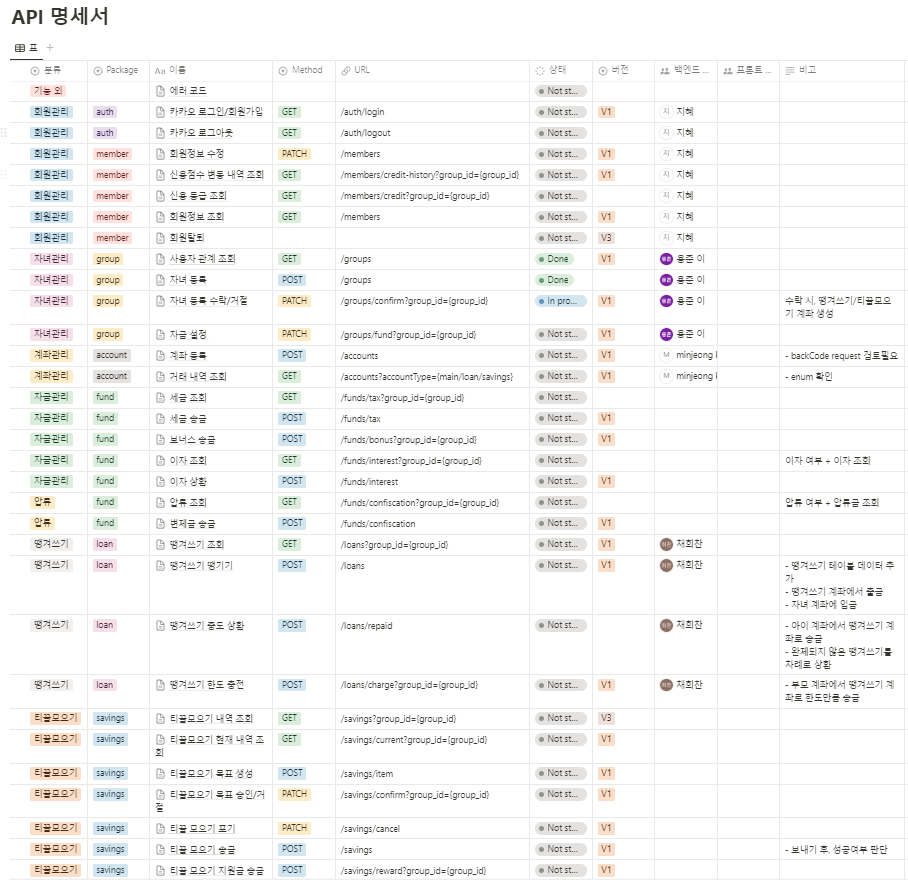 API 명세서
표
분류 Package Aa 이름 Method URL 상태 버전 백엔드 ... 프론트 ... 비고
기능 외 에러 코드 Not st...
회원관리 auth 카카오 로그인/회원가입 GET /auth/login Not st... V1 지 지혜
회원관리 auth 카카오 로그아웃 GET /auth/logout Not st... 지 지혜
회원관리 member 회원정보 수정 PATCH /members Not st... V1 지 지혜
회원관리 member 신용점수 변동 내역 조회 GET /members/credit-history?group_id={group_id} Not st... V1 지 지혜
회원관리 member 신용 등급 조회 GET /members/credit?group_id={group_id} Not st... 지 지혜
회원관리 member 회원정보 조회 GET /members Not st... V1 지 지혜
회원관리 member 회원탈퇴 Not st... V3 지 지혜
자녀관리 group 사용자 관계 조회 GET /groups Done V1 용준 이
자녀관리 group 자녀 등록 POST /groups Done 용준 이
자녀관리 group 자녀 등록 수락/거절 PATCH /groups/confirm?group_id={group_id} In pro... V1 용준 이 수락 시, 땡겨쓰기/티끌모으
기 계좌 생성
자녀관리 group 자금 설정 PATCH /groups/fund?group_id={group_id} Not st... V1 용준 이
계좌관리 account 계좌 등록 POST /accounts Not st... V1 M minjeong k - backCode request 검토필요
계좌관리 account 거래 내역 조회 GET /accounts?accountType={main/loan/savings} Not st... V1 M minjeong k - enum 확인
자금관리 fund 세금 조회 GET /funds/tax?group_id={group_id} Not st...
자금관리 fund 세금 송금 POST /funds/tax Not st... V1
자금관리 fund 보너스 송금 POST /funds/bonus?group_id={group_id} Not st... V1
자금관리 fund 이자 조회 GET /funds/interest?group_id={group_id} Not st... 이자 여부 + 이자 조회
자금관리 fund 이자 상환 POST /funds/interest Not st... V1
압류 fund 압류 조회 GET /funds/confiscation?group_id={group_id} Not st... 압류 여부 + 압류금 조회
압류 fund 변제금 송금 POST /funds/confiscation Not st... V1
땡겨쓰기 loan 땡겨쓰기 조회 GET /loans?group_id={group_id} Not st... V1 채희찬
땡겨쓰기 loan 땡겨쓰기 땡기기 POST /loans Not st... V1 채희찬 - 땡겨쓰기 테이블 데이터 추
가
- 땡겨쓰기 계좌에서 출금
- 자녀 계좌에 입금
땡겨쓰기 loan 땡겨쓰기 중도 상환 POST /loans/repaid Not st... 채희찬 - 아이 계좌에서 땡겨쓰기 계
좌로 송금
- 완제되지 않은 땡겨쓰기를
차례로 상환
땡겨쓰기 loan 땡겨쓰기 한도 충전 POST /loans/charge?group_id={group_id} Not st... V1 채희찬 - 부모 계좌에서 땡겨쓰기 계
좌로 한도만큼 송금
티끌모으기 savings 티끌모으기 내역 조회 GET /savings?group_id={group_id} Not st... V3
티끌모으기 savings 티끌모으기 현재 내역 조 GET /savings/current?group_id={group_id} Not st... V1
회
티끌모으기 savings 티끌모으기 목표 생성 POST /savings/item Not st... V1
티끌모으기 savings 티끌모으기 목표 승인/거 PATCH /savings/confirm?group_id={group_id} Not st... V1
절
티끌모으기 savings 티끌 모으기 포기 PATCH /savings/cancel Not st... V1
티끌모으기 savings 티끌 모으기 송금 POST /savings Not st... V1 - 보내기 후, 성공여부 판단
티끌모으기 savings 티끌 모으기 지원금 송금 POST /savings/reward?group_id={group_id} Not st... V1